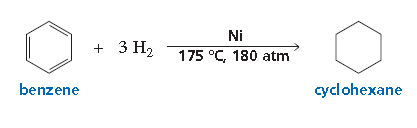 + 3 H₂
Ni
175 °C, 180 atm
benzene
cyclohexane